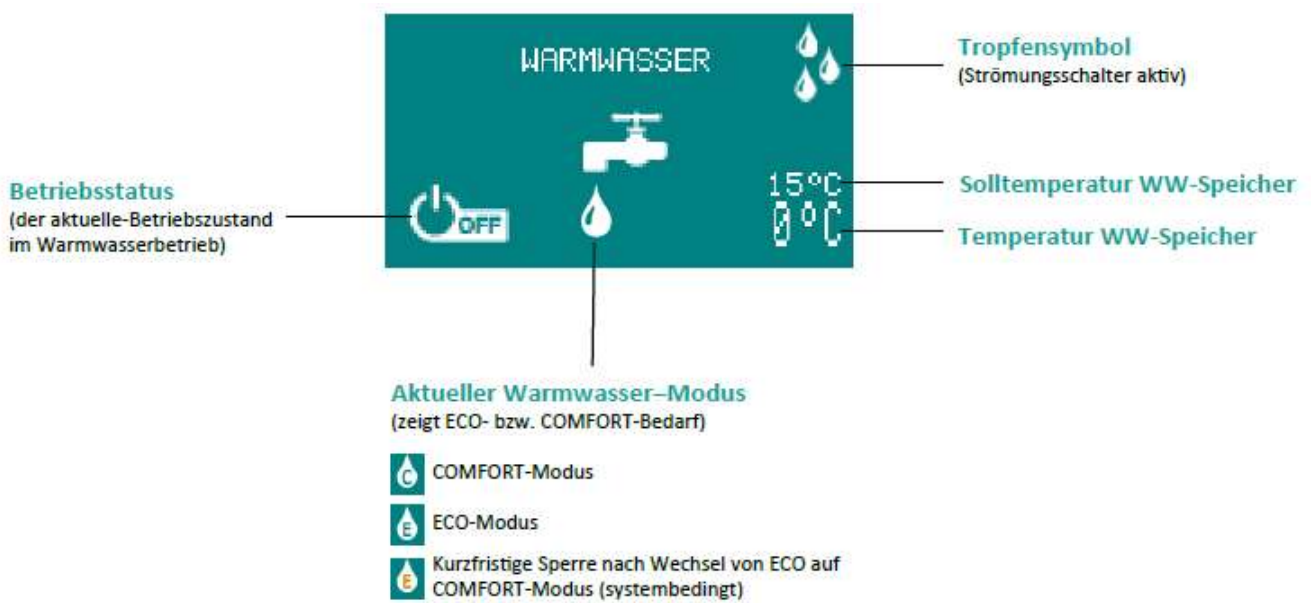 WARMWASSER
Tropfensymbol
(Strömungsschalter aktiv)
Betriebsstatus
(der aktuelle-Betriebszustand
im Warmwasserbetrieb)
OFF
15°C
0°C
Solltemperatur WW-Speicher
Temperatur WW-Speicher
Aktueller Warmwasser–Modus
(zeigt ECO- bzw. COMFORT-Bedarf)
C COMFORT-Modus
E ECO-Modus
E Kurzfristige Sperre nach Wechsel von ECO auf
COMFORT-Modus (systembedingt)